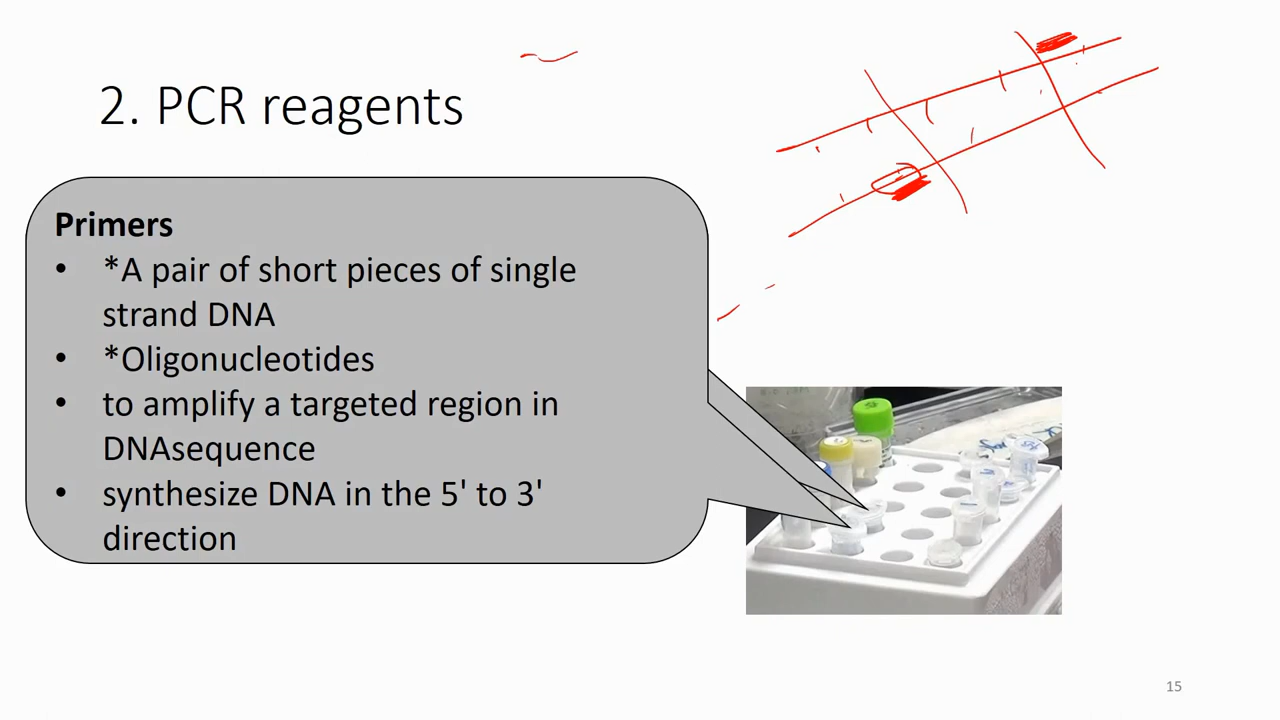 2. PCR reagents
Primers
• *A pair of short pieces of single
strand DNA
• *Oligonucleotides
• to amplify a targeted region in
DNAsequence
• synthesize DNA in the 5' to 3'
direction
15